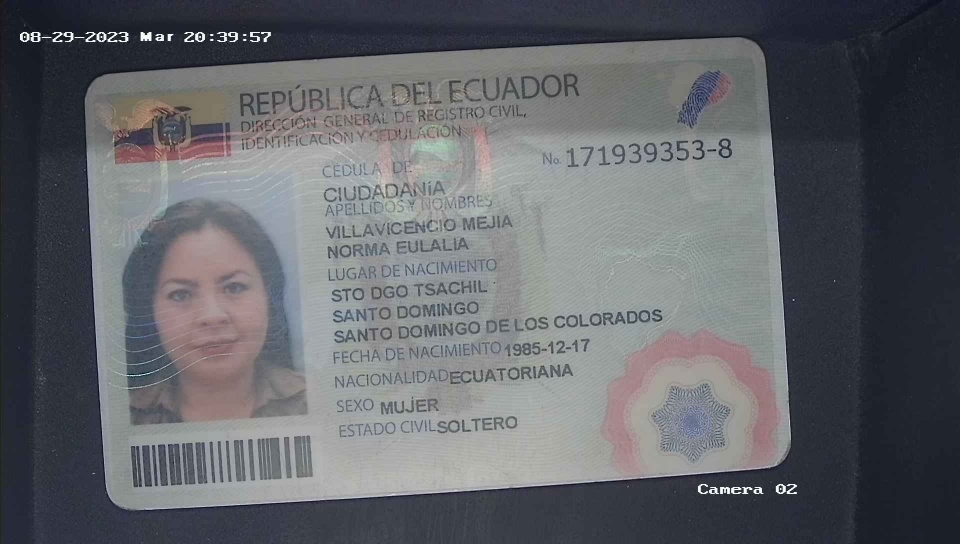 08-29-2023 Mar 20:39:57
REPÚBLICA DEL ECUADOR
DIRECCIÓN GENERAL DE REGISTRO CIVIL,
IDENTIFICACIÓN Y CEDULACIÓN
CÉDULA DE No. 171939353-8
CIUDADANÍA
APELLIDOS Y NOMBRES
VILLAVICENCIO MEJIA
NORMA EULALIA
LUGAR DE NACIMIENTO
STO DGO TSACHIL
SANTO DOMINGO
SANTO DOMINGO DE LOS COLORADOS
FECHA DE NACIMIENTO 1985-12-17
NACIONALIDAD ECUATORIANA
SEXO MUJER
ESTADO CIVIL SOLTERO
Camera 02